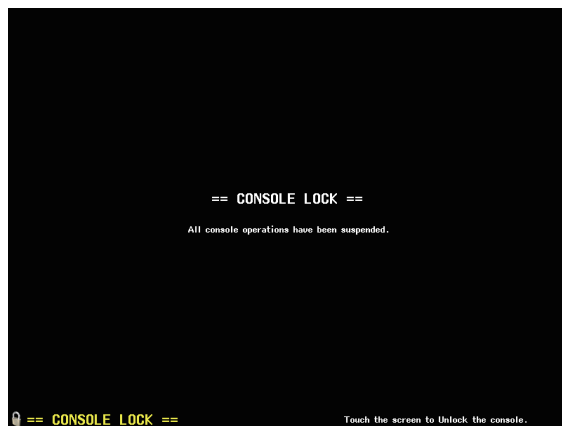 == CONSOLE LOCK ==
All console operations have been suspended.
== CONSOLE LOCK ==
Touch the screen to Unlock the console.